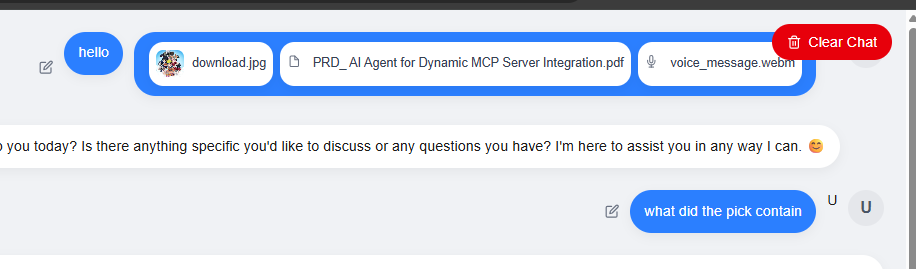 hello
download.jpg
PRD_ AI Agent for Dynamic MCP Server Integration.pdf
voice_message.webm
Clear Chat
you today? Is there anything specific you'd like to discuss or any questions you have? I'm here to assist you in any way I can. 😊
what did the pick contain
U
U